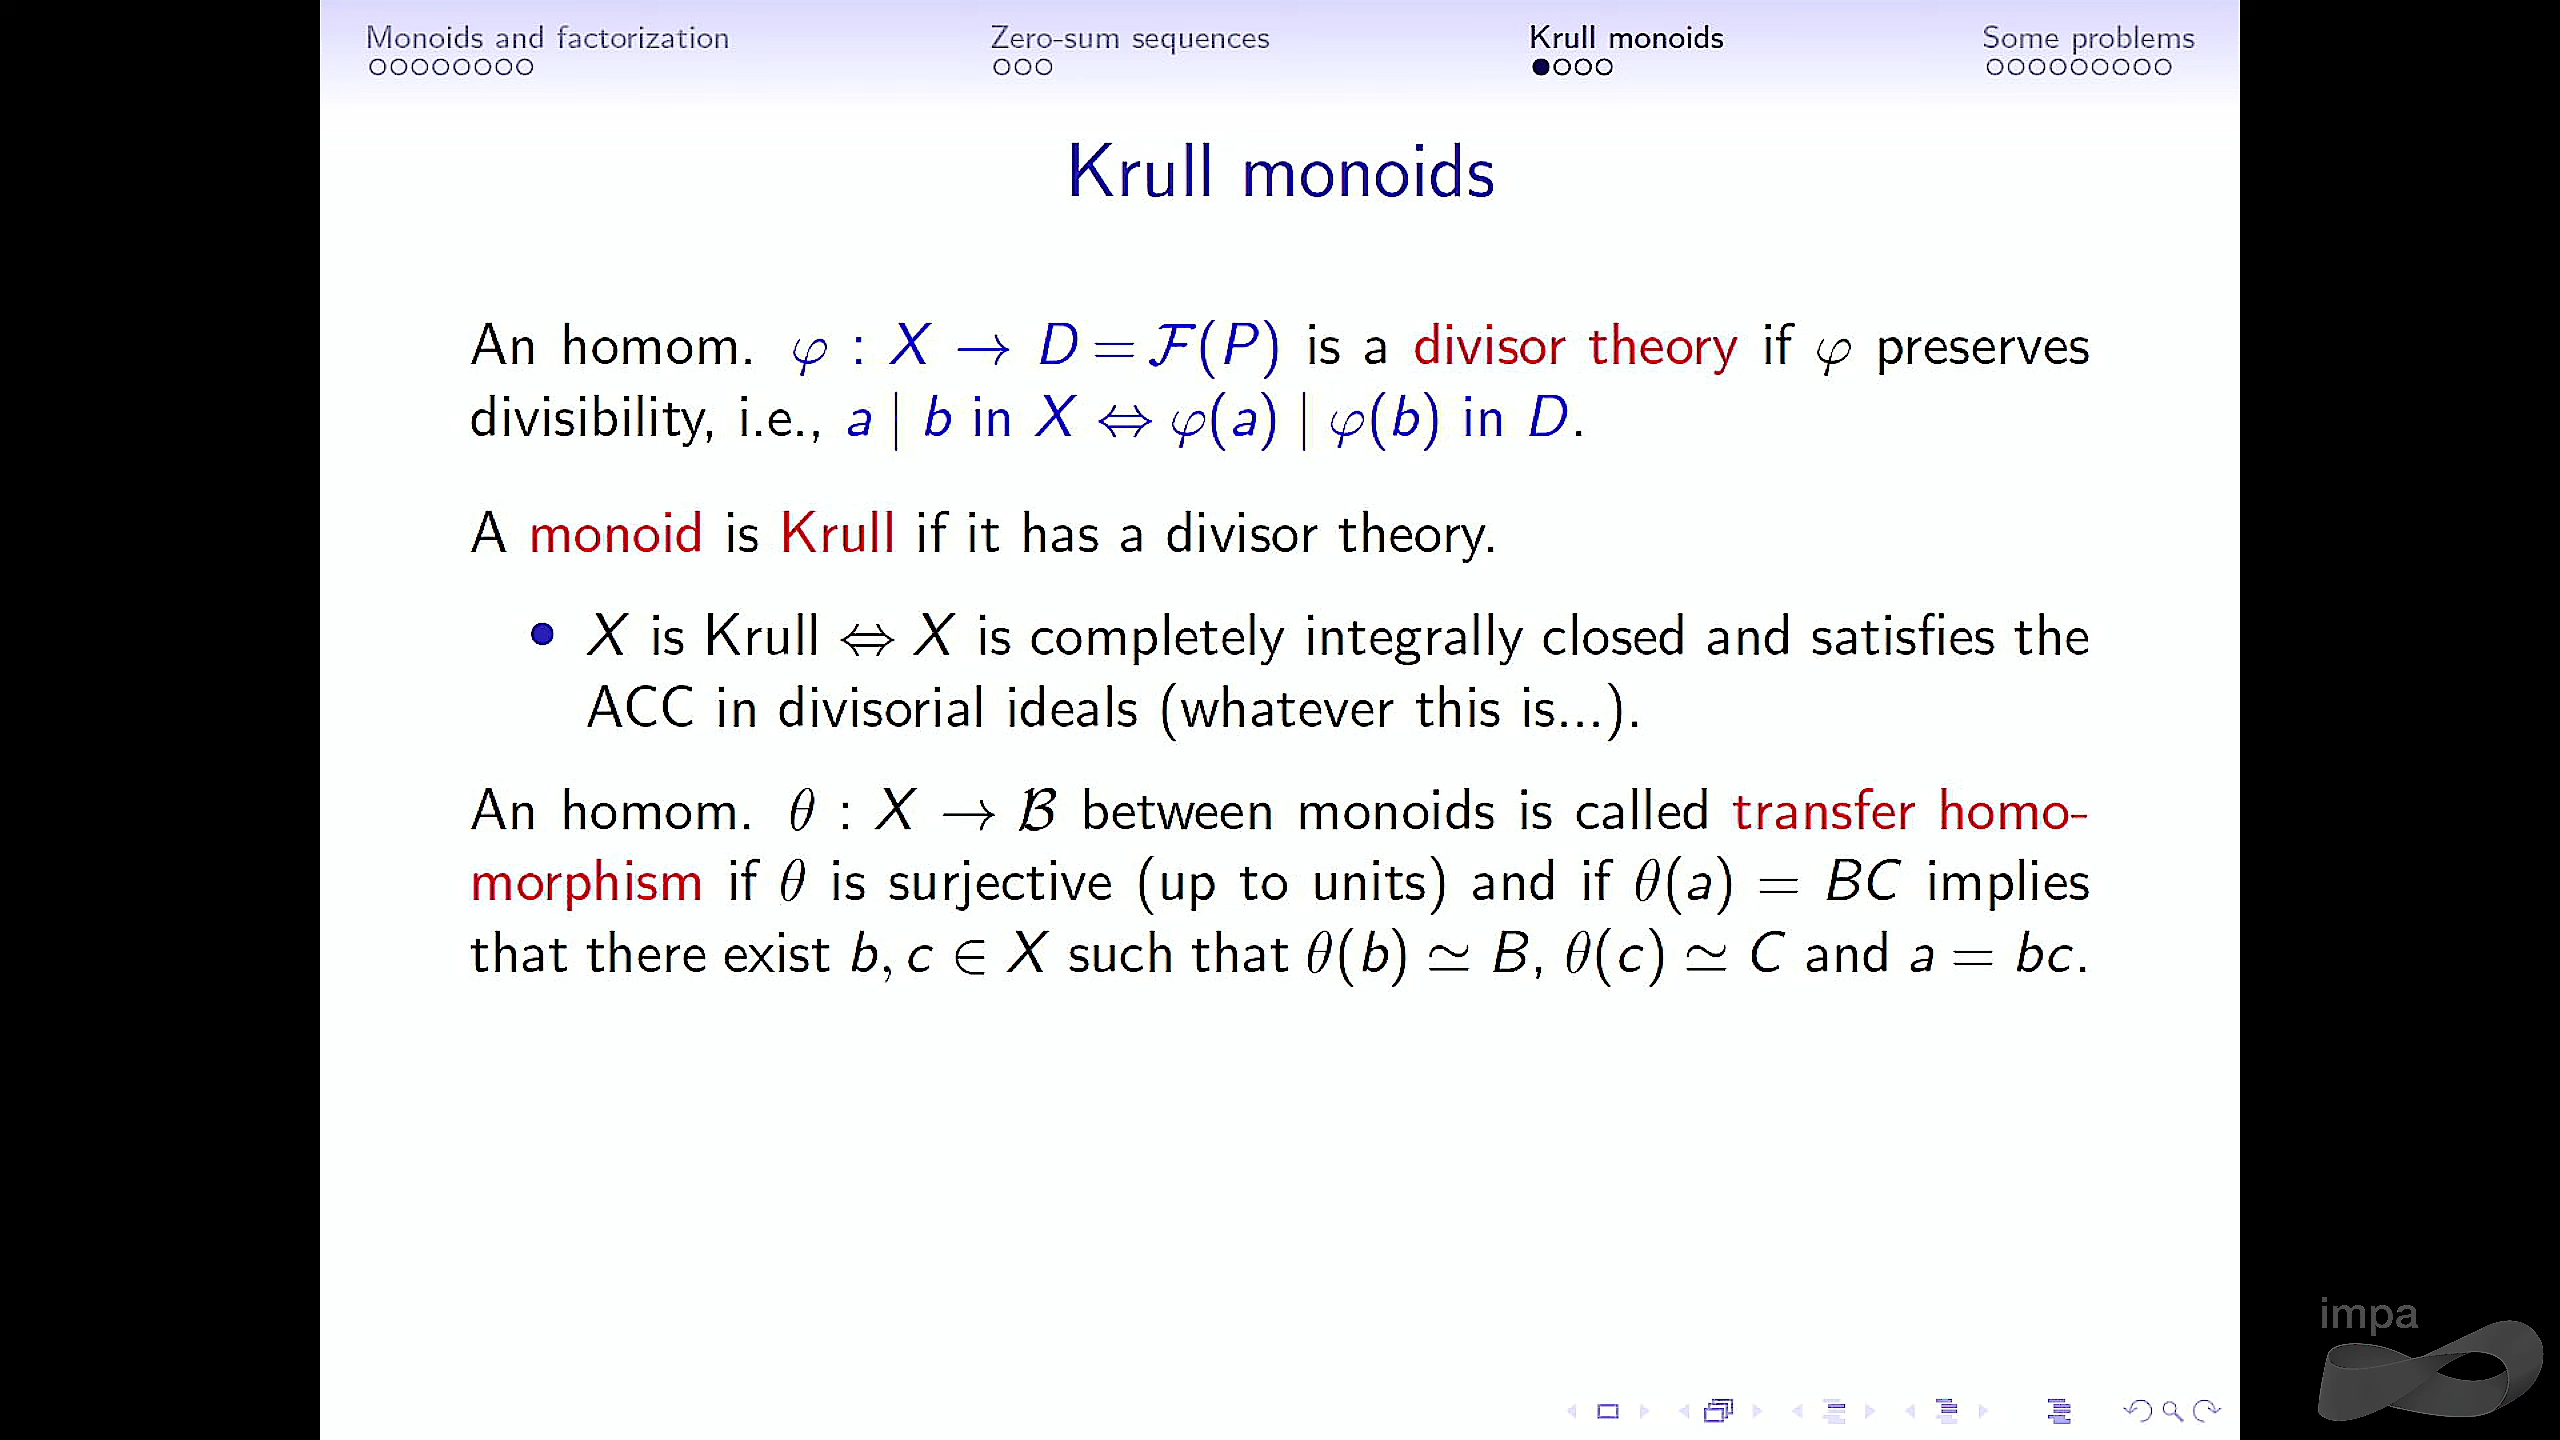 Monoids and factorization Zero-sum sequences Krull monoids Some problems
Krull monoids
An homom. φ : X → D = ℱ(P) is a divisor theory if φ preserves
divisibility, i.e., a | b in X ⇔ φ(a) | φ(b) in D.
A monoid is Krull if it has a divisor theory.
• X is Krull ⇔ X is completely integrally closed and satisfies the
ACC in divisorial ideals (whatever this is...).
An homom. θ : X → ℬ between monoids is called transfer homo-
morphism if θ is surjective (up to units) and if θ(a) = BC implies
that there exist b, c ∈ X such that θ(b) ≃ B, θ(c) ≃ C and a = bc.
impa